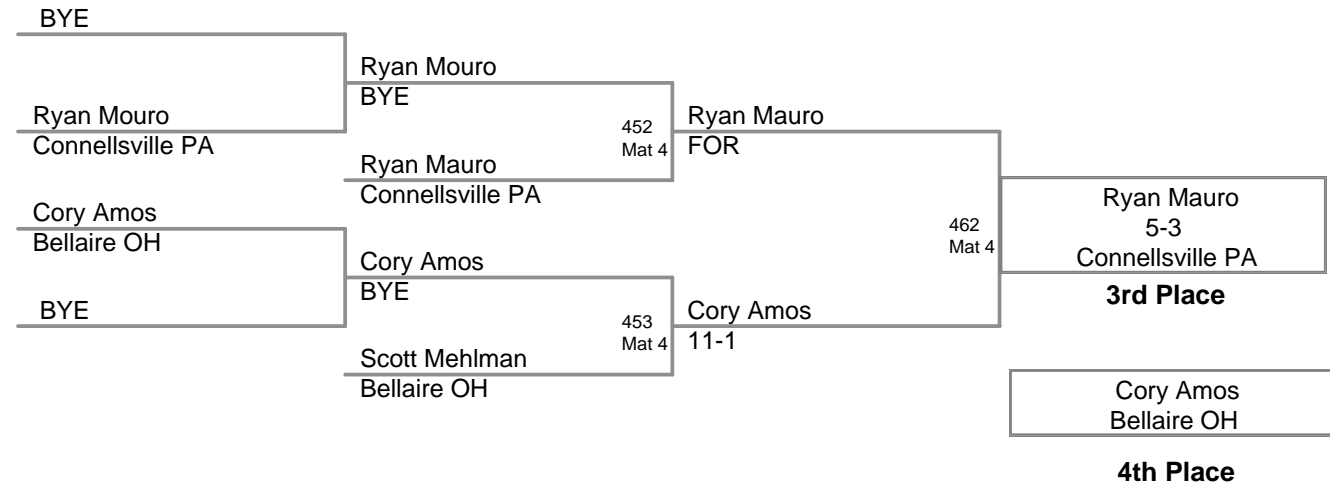 BYE
Ryan Mouro
BYE
Ryan Mouro
Connellsville PA
452
Mat 4
Ryan Mauro
FOR
Ryan Mauro
Connellsville PA
Cory Amos
Bellaire OH
Cory Amos
BYE
BYE
453
Mat 4
Cory Amos
11-1
Scott Mehlman
Bellaire OH
462
Mat 4
Ryan Mauro
5-3
Connellsville PA
3rd Place
Cory Amos
Bellaire OH
4th Place